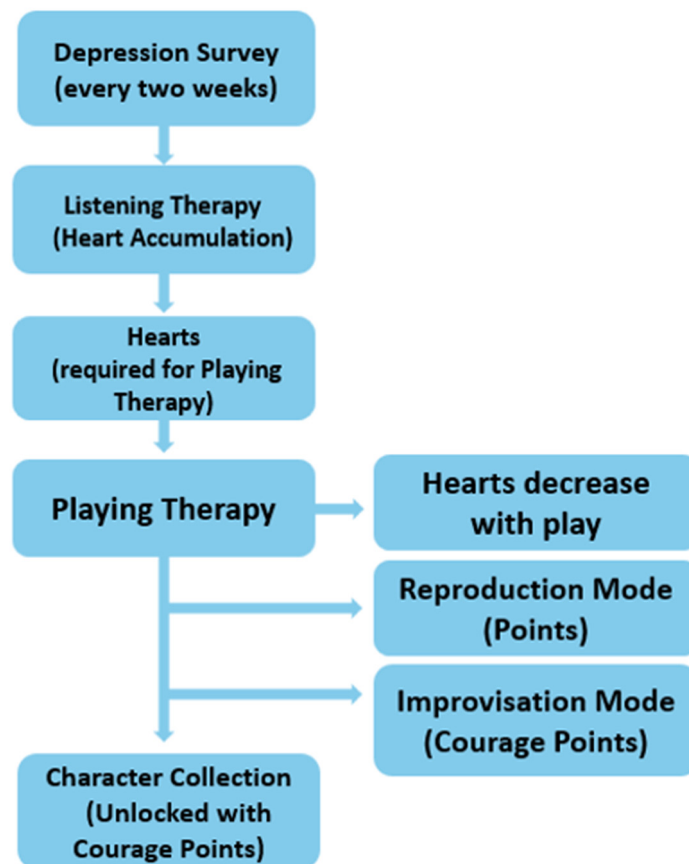 Depression Survey
(every two weeks)
Listening Therapy
(Heart Accumulation)
Hearts
(required for Playing
Therapy)
Playing Therapy
Hearts decrease
with play
Reproduction Mode
(Points)
Improvisation Mode
(Courage Points)
Character Collection
(Unlocked with
Courage Points)